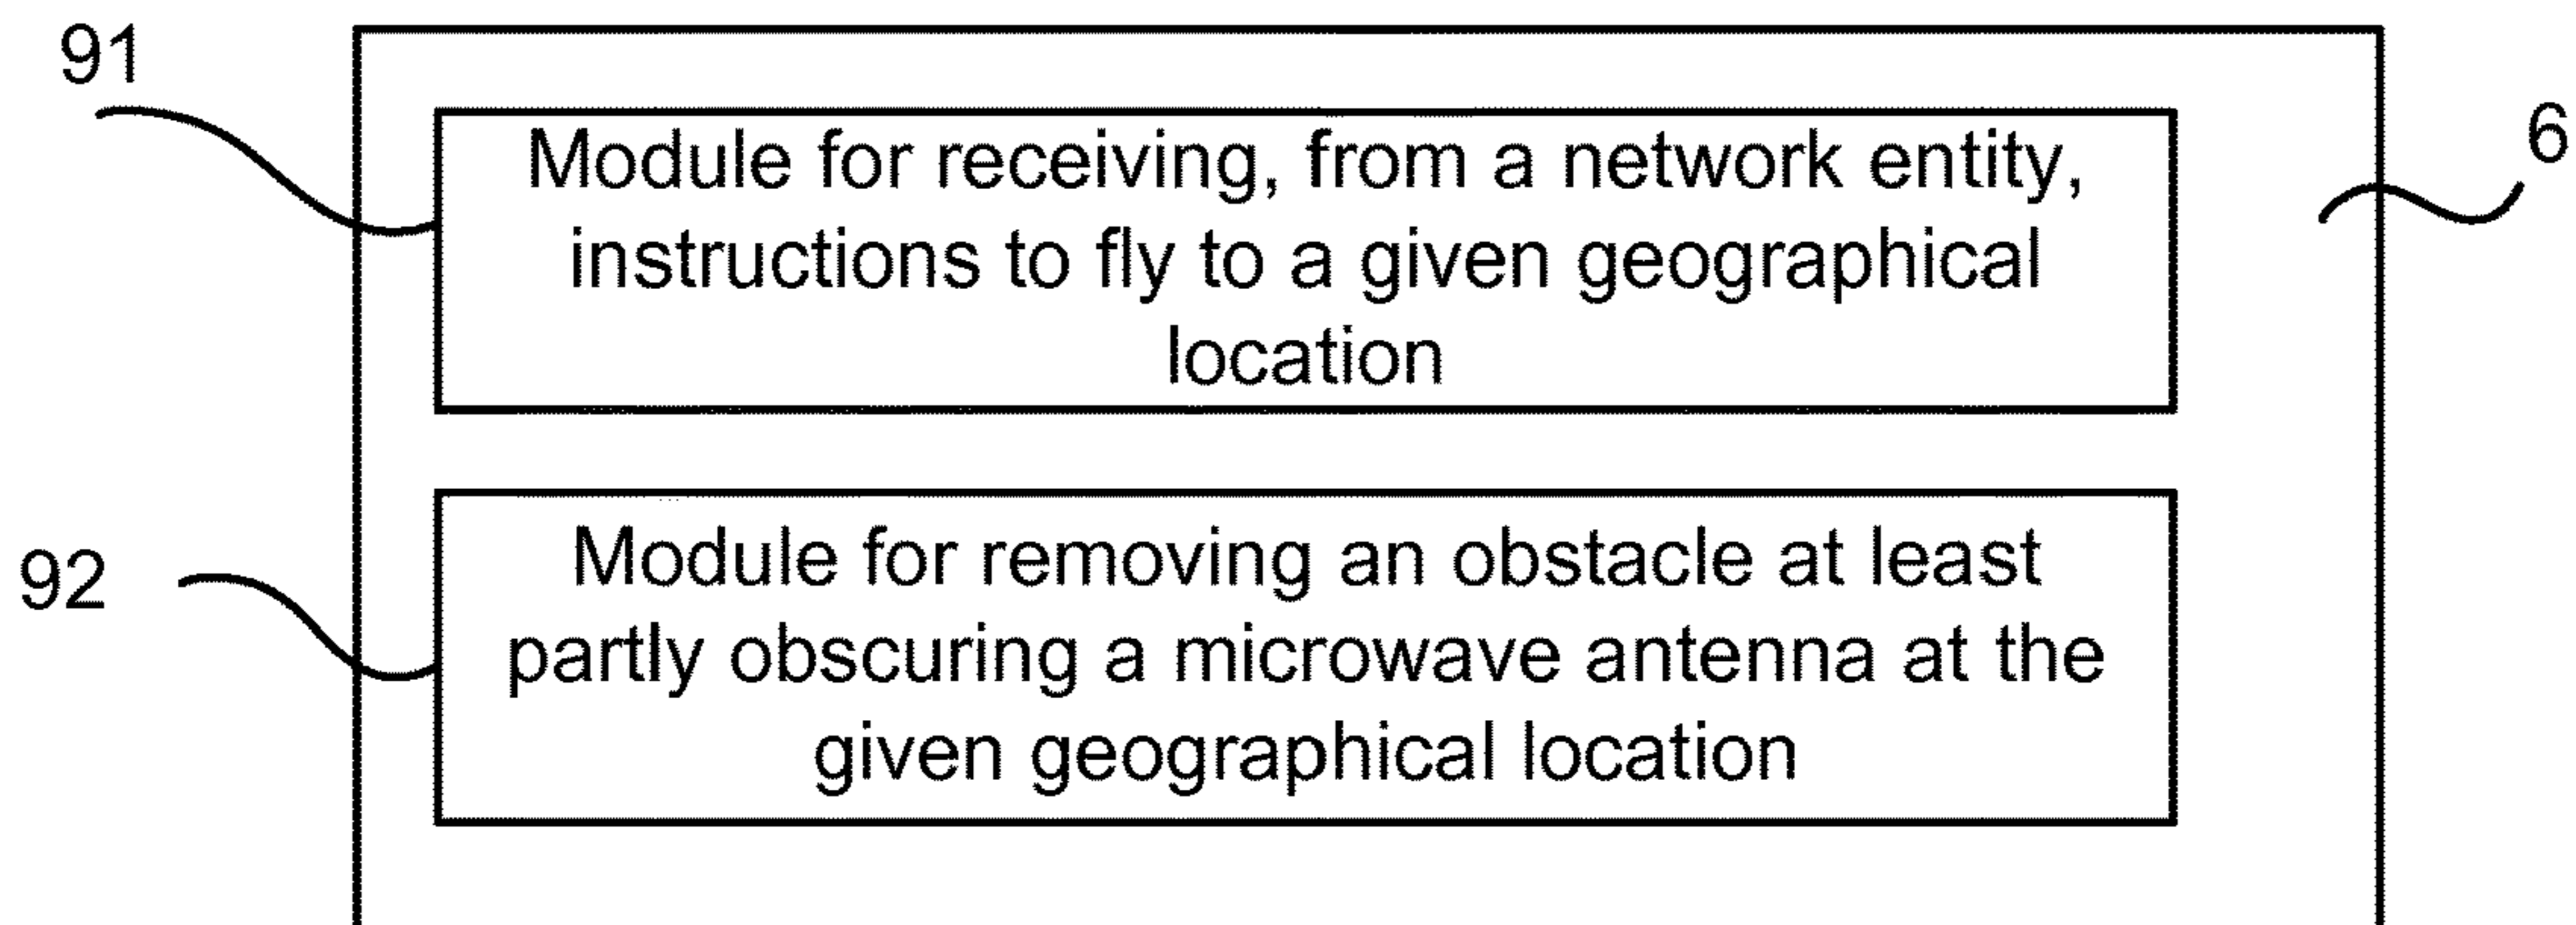 91
Module for receiving, from a network entity,
instructions to fly to a given geographical
location
6
92
Module for removing an obstacle at least
partly obscuring a microwave antenna at the
given geographical location